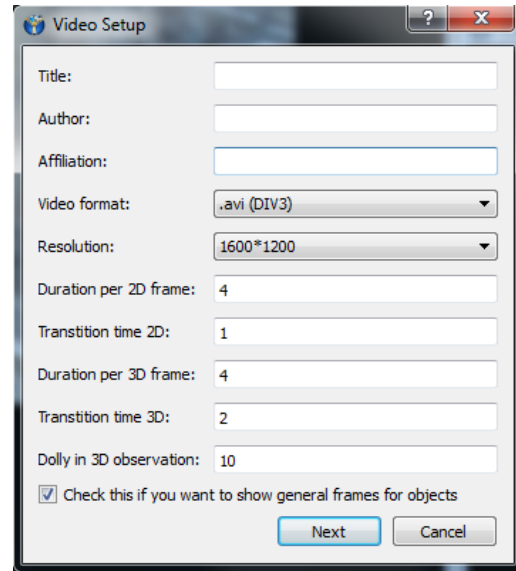 Video Setup
?
X
Title:
Author:
Affiliation:
Video format: .avi (DIV3)
Resolution: 1600*1200
Duration per 2D frame: 4
Transtition time 2D: 1
Duration per 3D frame: 4
Transtition time 3D: 2
Dolly in 3D observation: 10
Check this if you want to show general frames for objects
Next Cancel